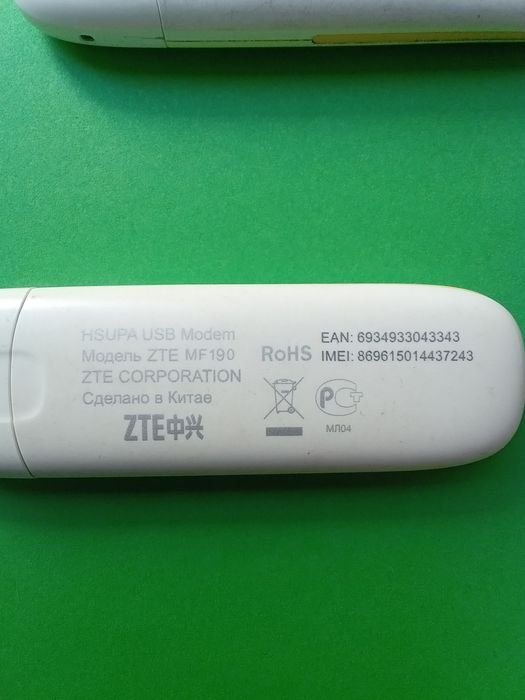 HSUPA USB Modem
Модель ZTE MF190
ZTE CORPORATION
Сделано в Китае
ZTE中兴
RoHS
EAN: 6934933043343
IMEI: 869615014437243
РСТ
МЛ04